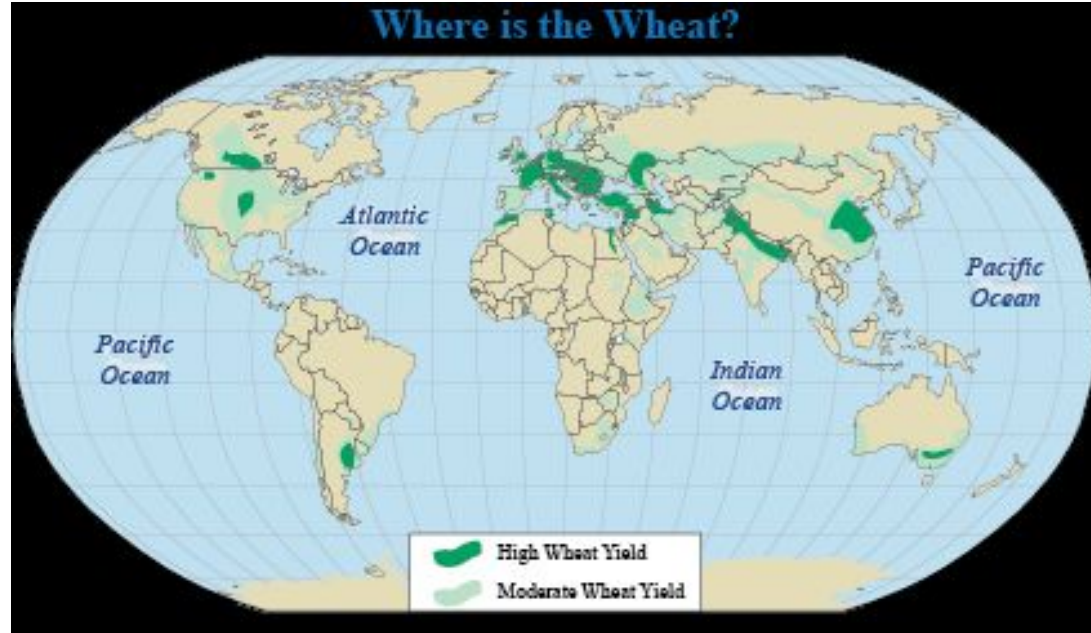 Where is the Wheat?
Atlantic
Ocean
Pacific
Ocean
Pacific
Ocean
Indian
Ocean
High Wheat Yield
Moderate Wheat Yield